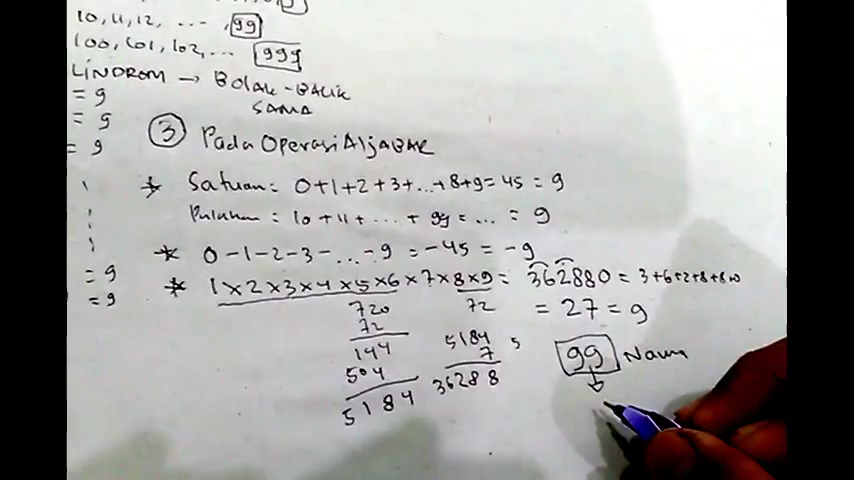 10, 11, 12, ... , 99
100, 101, 102, ... 999
LINDROM → BOLAK-BALIK
SAMA
= 9
= 9
= 9
= 9
= 9
③ Pada Operasi AljABAR
* Satuan: 0+1+2+3+...+8+9=45=9
Puluhan: 10+11+...+99=...=9
* 0-1-2-3-...-9=-45=-9
* 1×2×3×4×5×6×7×8×9=362880=3+6+2+8+8+0
= 27 = 9
720
72
144
504
5184
72
5184
7
36288
5
99 Nama